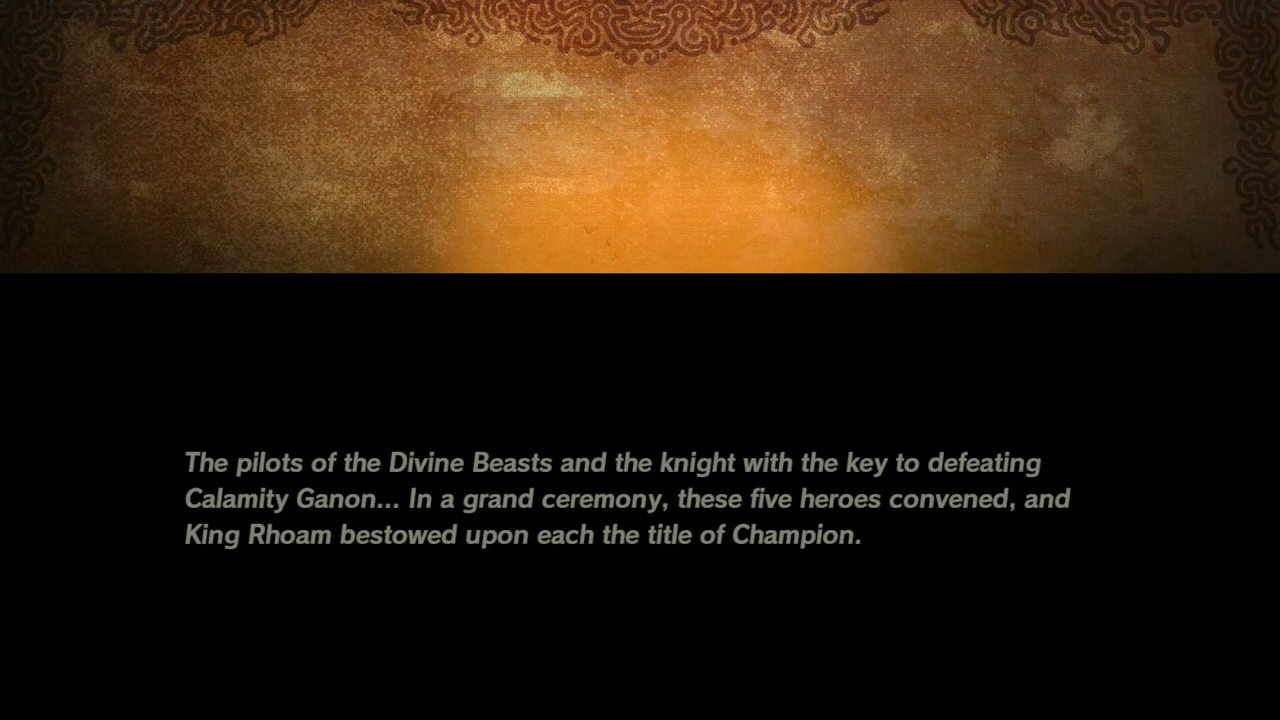 The pilots of the Divine Beasts and the knight with the key to defeating
Calamity Ganon... In a grand ceremony, these five heroes convened, and
King Rhoam bestowed upon each the title of Champion.